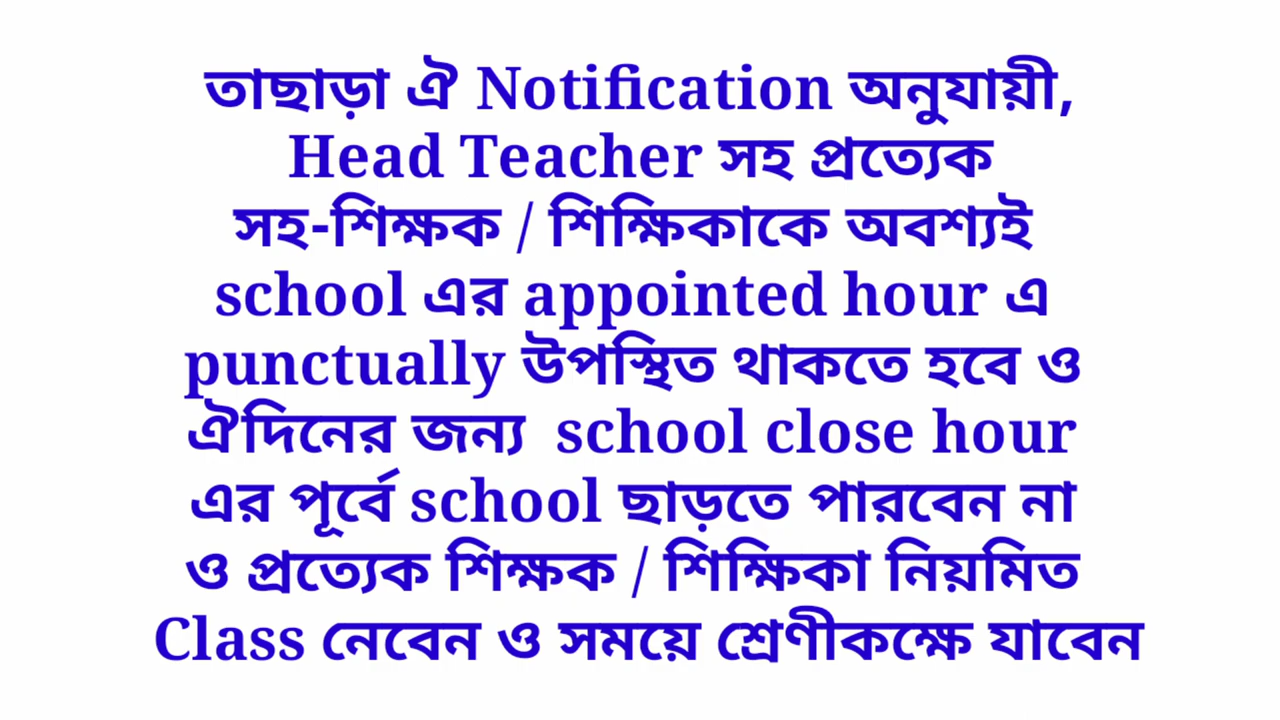 তাছাড়া ঐ Notification অনুযায়ী,
Head Teacher সহ প্রত্যেক
সহ-শিক্ষক / শিক্ষিকাকে অবশ্যই
school এর appointed hour এ
punctually উপস্থিত থাকতে হবে ও
ঐদিনের জন্য school close hour
এর পূর্বে school ছাড়তে পারবেন না
ও প্রত্যেক শিক্ষক / শিক্ষিকা নিয়মিত
Class নেবেন ও সময়ে শ্রেণীকক্ষে যাবেন